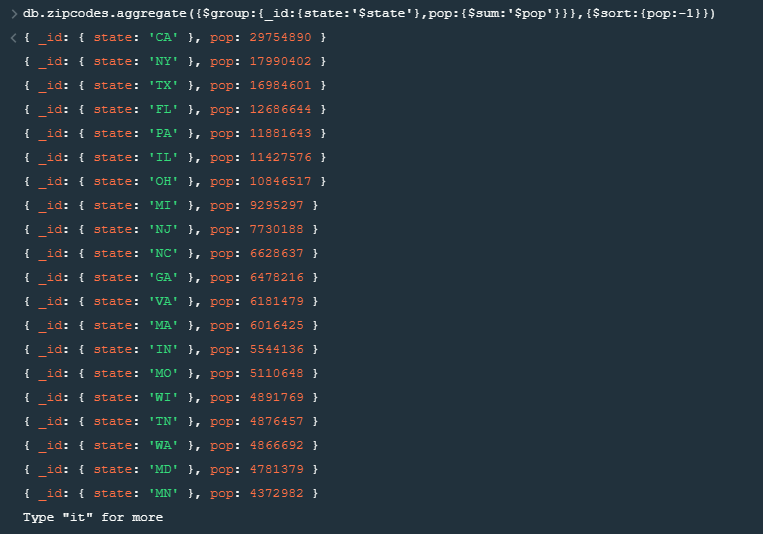 > db.zipcodes.aggregate({$group:{_id:{state:'$state'},pop:{$sum:'$pop'}}},{$sort:{pop:-1}})
< { _id: { state: 'CA' }, pop: 29754890 }
{ _id: { state: 'NY' }, pop: 17990402 }
{ _id: { state: 'TX' }, pop: 16984601 }
{ _id: { state: 'FL' }, pop: 12686644 }
{ _id: { state: 'PA' }, pop: 11881643 }
{ _id: { state: 'IL' }, pop: 11427576 }
{ _id: { state: 'OH' }, pop: 10846517 }
{ _id: { state: 'MI' }, pop: 9295297 }
{ _id: { state: 'NJ' }, pop: 7730188 }
{ _id: { state: 'NC' }, pop: 6628637 }
{ _id: { state: 'GA' }, pop: 6478216 }
{ _id: { state: 'VA' }, pop: 6181479 }
{ _id: { state: 'MA' }, pop: 6016425 }
{ _id: { state: 'IN' }, pop: 5544136 }
{ _id: { state: 'MO' }, pop: 5110648 }
{ _id: { state: 'WI' }, pop: 4891769 }
{ _id: { state: 'TN' }, pop: 4876457 }
{ _id: { state: 'WA' }, pop: 4866692 }
{ _id: { state: 'MD' }, pop: 4781379 }
{ _id: { state: 'MN' }, pop: 4372982 }
Type "it" for more